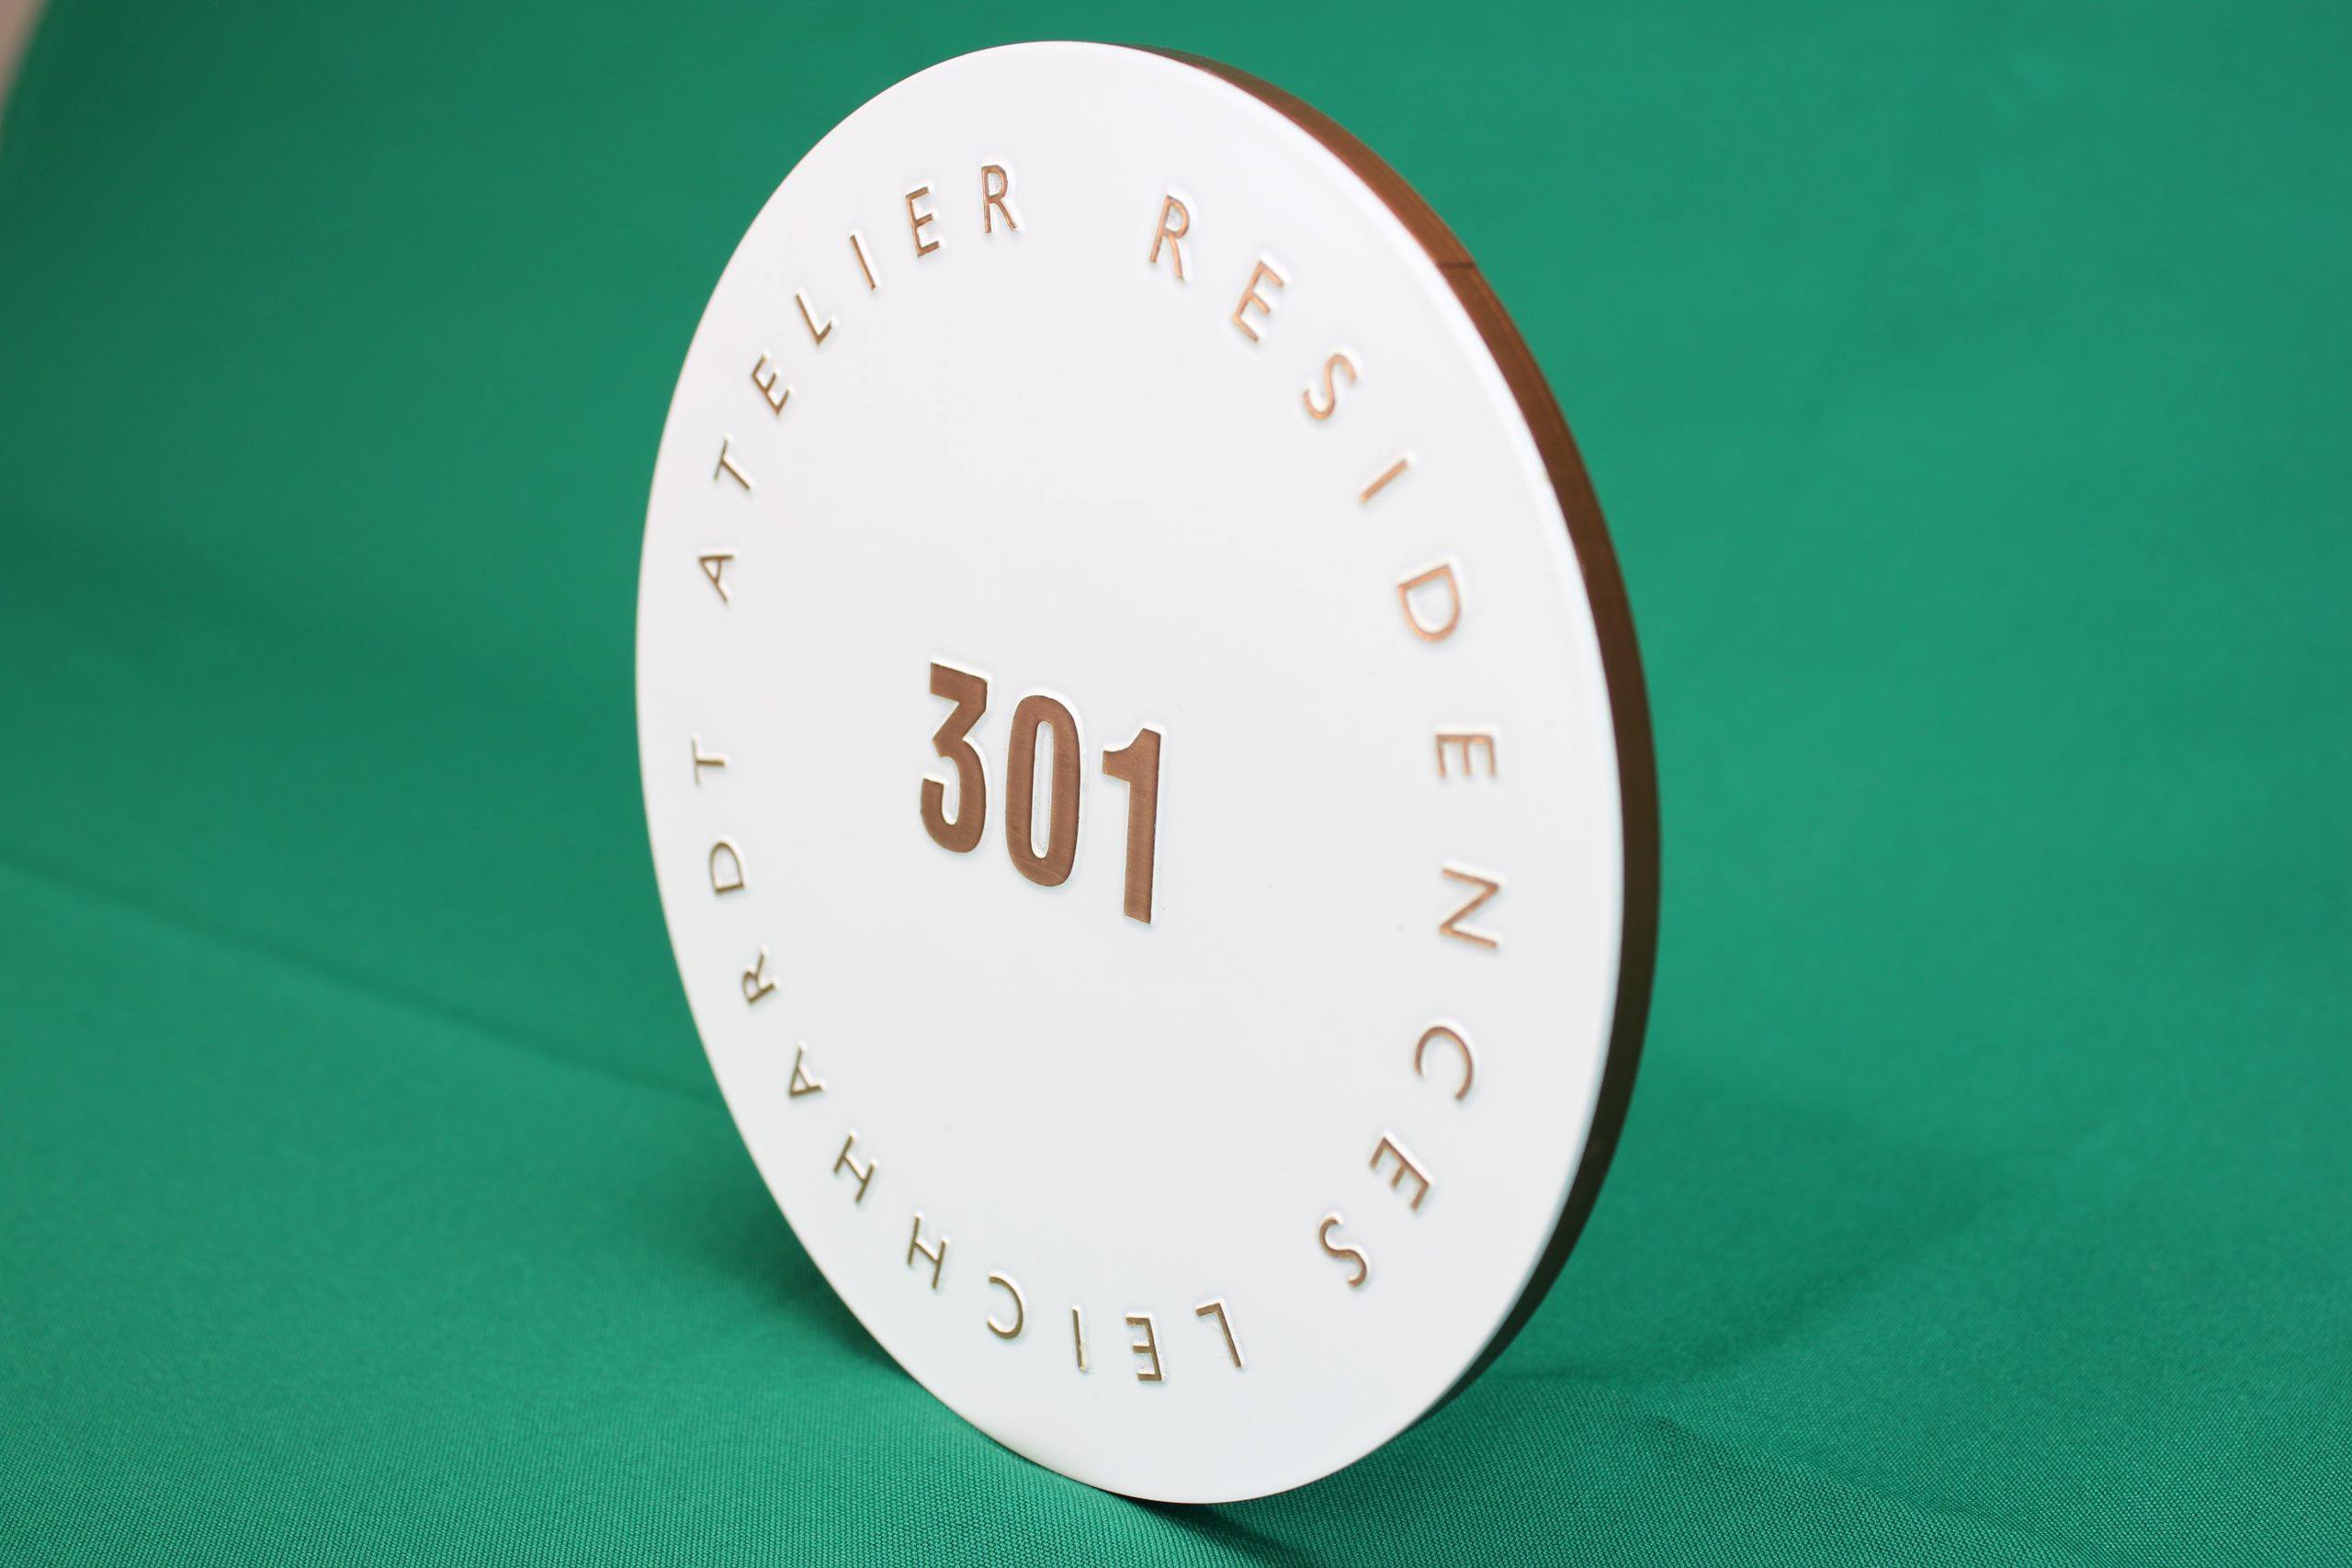 ATELIER RESIDENCES LEICHHARDT
301